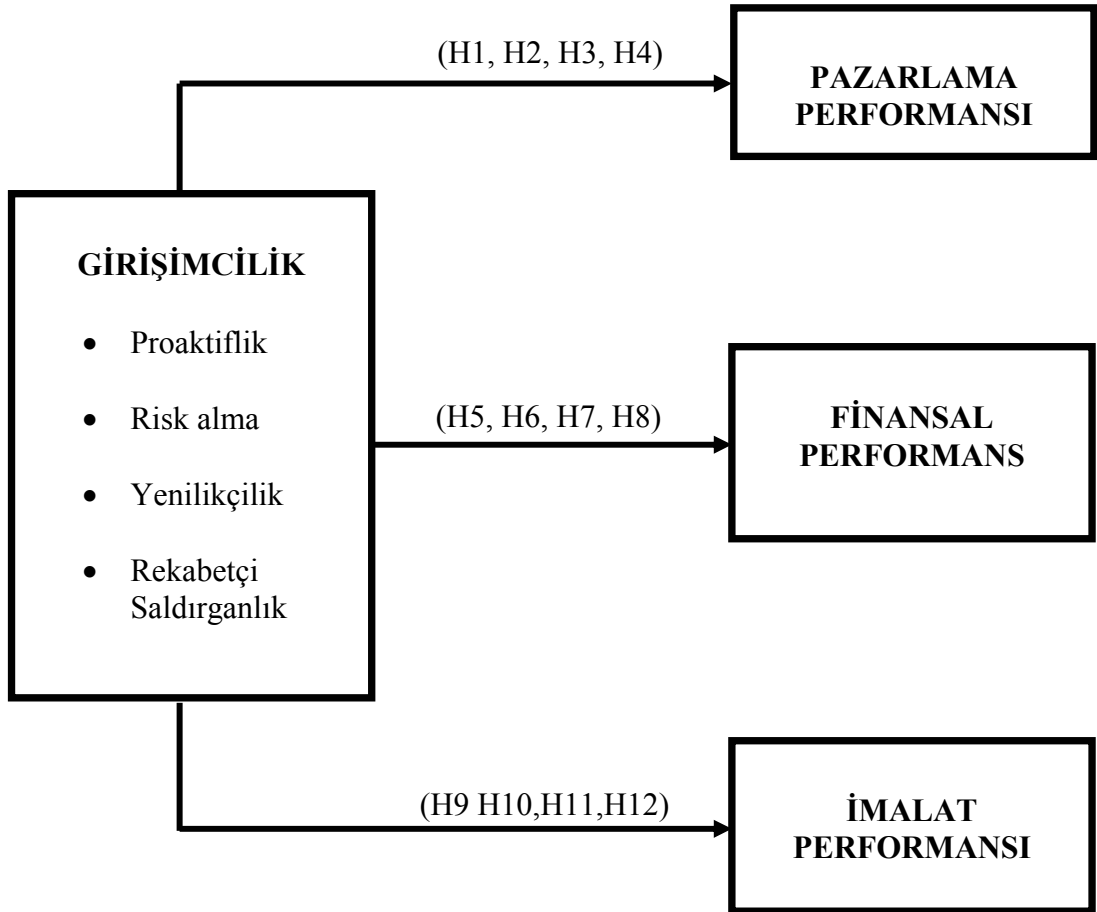 (H1, H2, H3, H4)
PAZARLAMA
PERFORMANSI
GİRİŞİMCİLİK
• Proaktiflik
• Risk alma
• Yenilikçilik
• Rekabetçi
Saldırganlık
(H5, H6, H7, H8)
FİNANSAL
PERFORMANS
(H9 H10,H11,H12)
İMALAT
PERFORMANSI